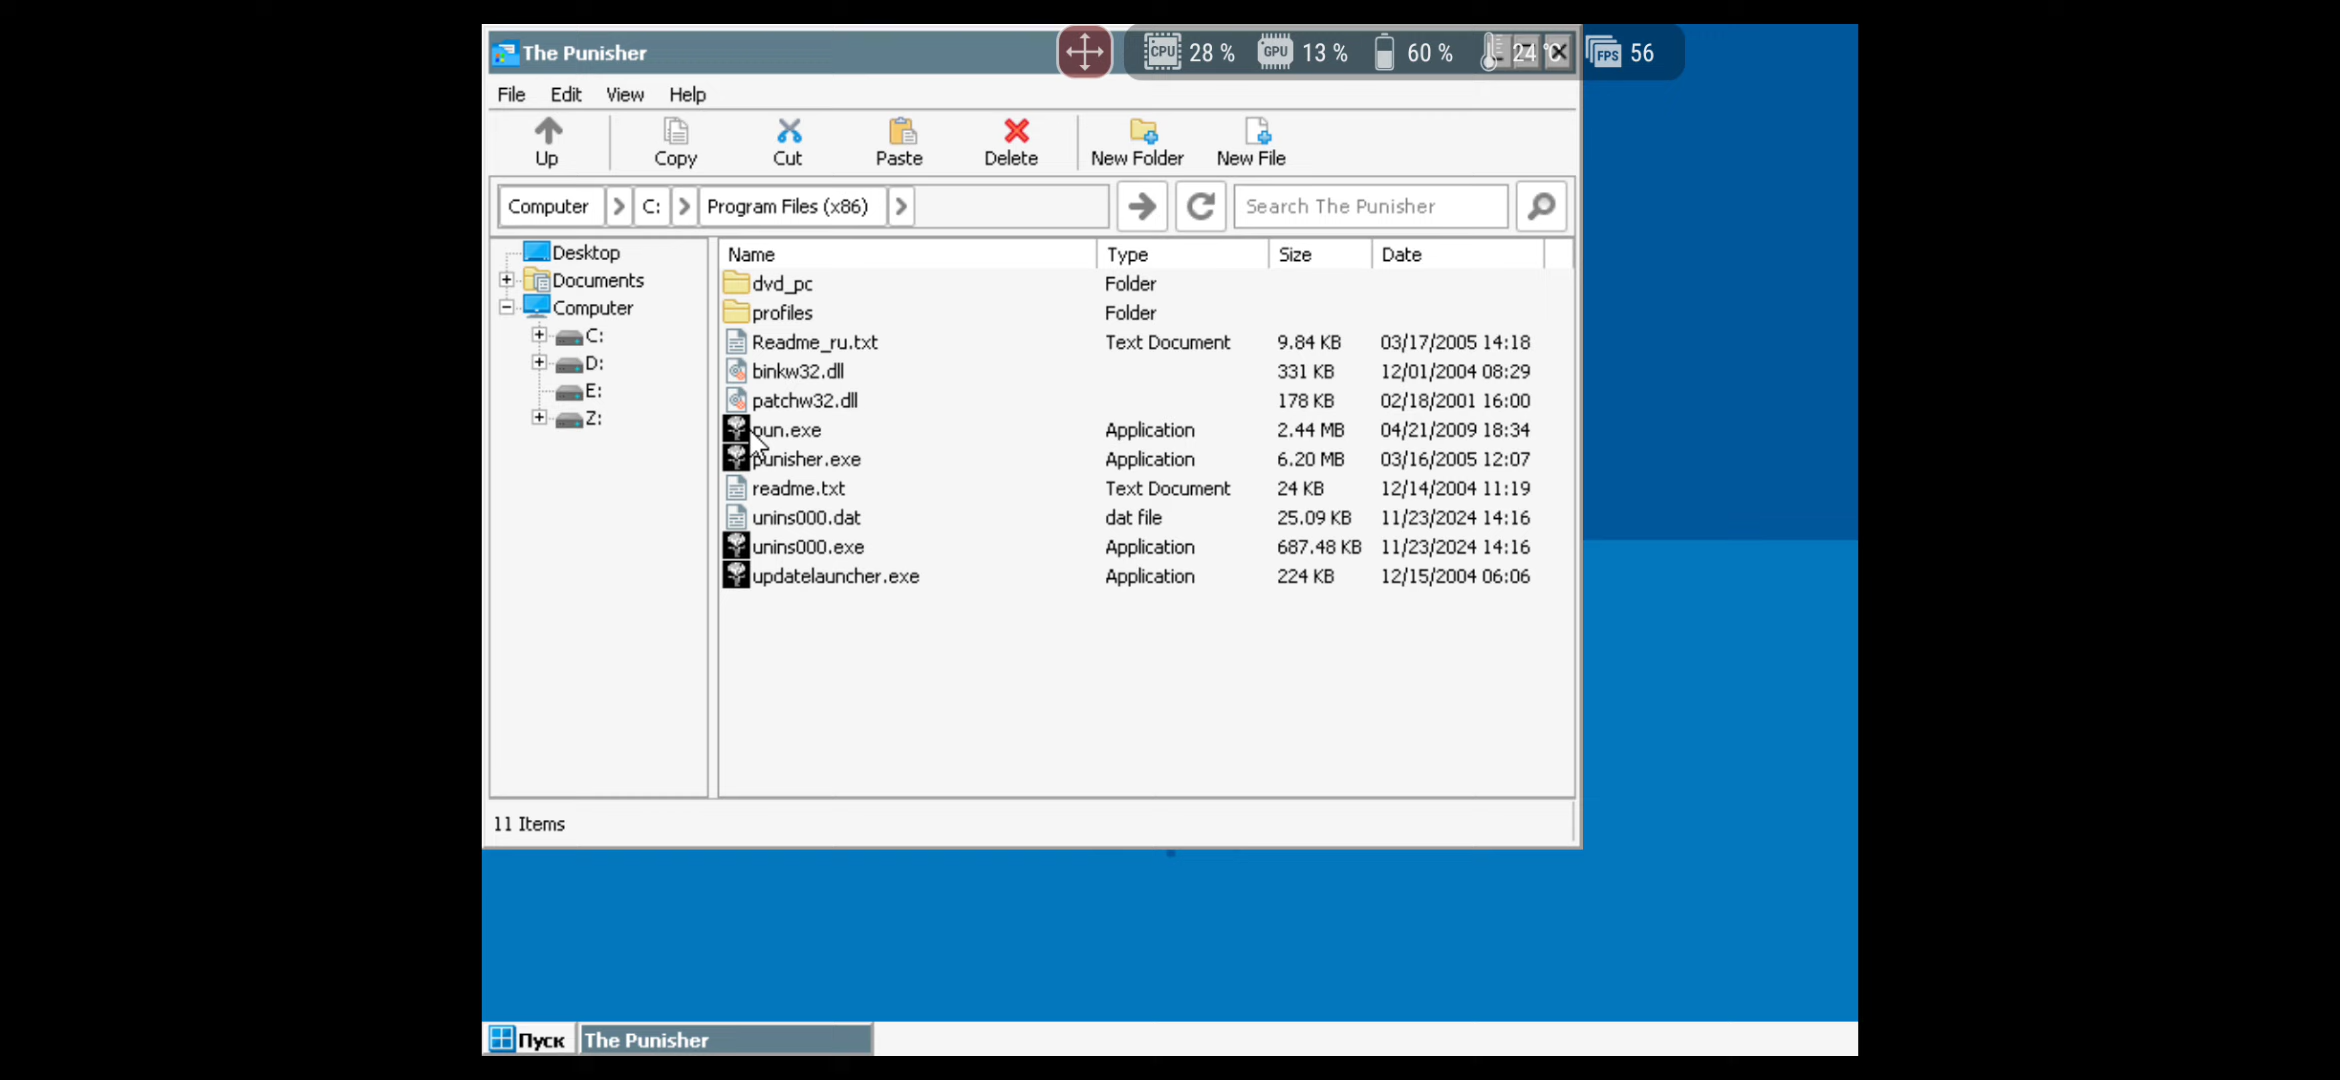 The Punisher
CPU 28 % GPU 13 % 60 % 24 °C FPS 56
File Edit View Help
Up Copy Cut Paste Delete New Folder New File
Computer C: Program Files (x86) Search The Punisher
Desktop
Documents
Computer
C:
D:
E:
Z:
Name Type Size Date
dvd_pc Folder
profiles Folder
Readme_ru.txt Text Document 9.84 KB 03/17/2005 14:18
binkw32.dll 331 KB 12/01/2004 08:29
patchw32.dll 178 KB 02/18/2001 16:00
pun.exe Application 2.44 MB 04/21/2009 18:34
punisher.exe Application 6.20 MB 03/16/2005 12:07
readme.txt Text Document 24 KB 12/14/2004 11:19
unins000.dat dat file 25.09 KB 11/23/2024 14:16
unins000.exe Application 687.48 KB 11/23/2024 14:16
updatelauncher.exe Application 224 KB 12/15/2004 06:06
11 Items
Пуск The Punisher